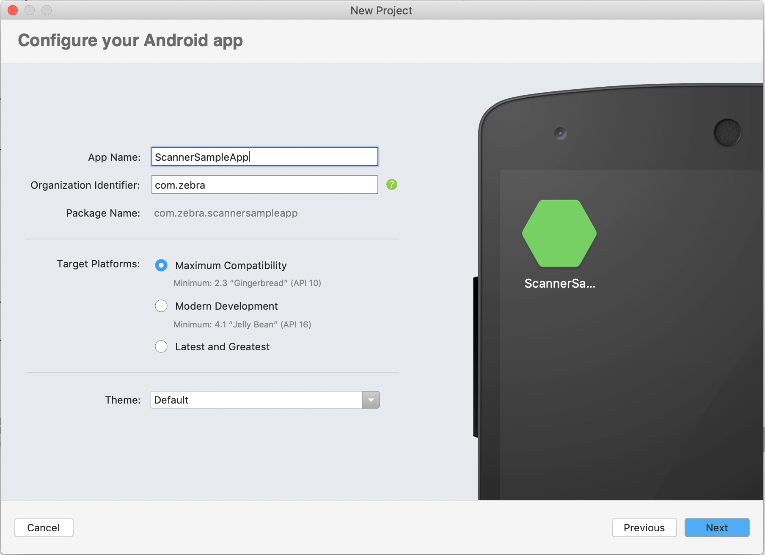 New Project
Configure your Android app
App Name: ScannerSampleApp
Organization Identifier: com.zebra ?
Package Name: com.zebra.scannersampleapp
ScannerSa...
Target Platforms: Maximum Compatibility
Minimum: 2.3 “Gingerbread” (API 10)
Modern Development
Minimum: 4.1 “Jelly Bean” (API 16)
Latest and Greatest
Theme: Default
Cancel Previous Next